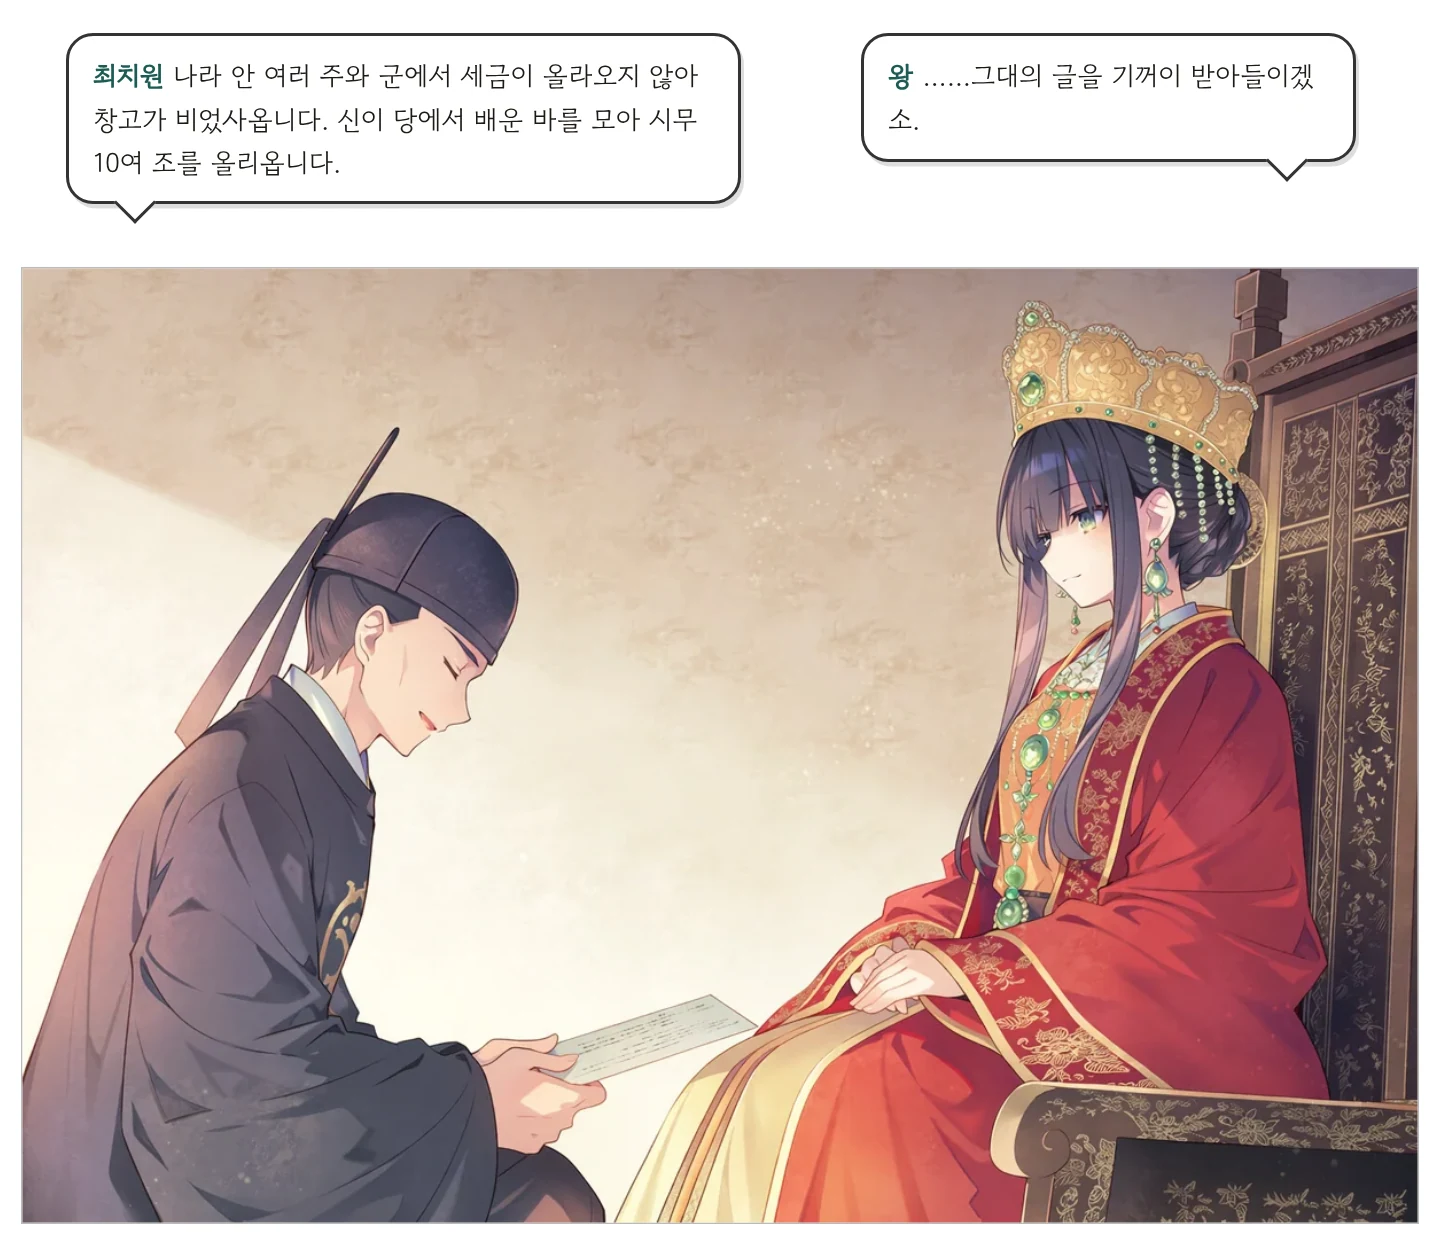 최치원 나라 안 여러 주와 군에서 세금이 올라오지 않아
창고가 비었사옵니다. 신이 당에서 배운 바를 모아 시무
10여 조를 올리옵니다.
왕 ......그대의 글을 기꺼이 받아들이겠
소.